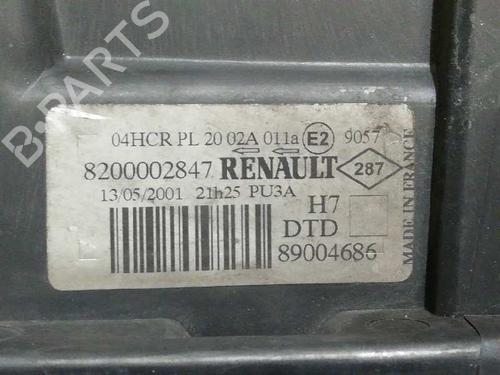 B-PARTS
04HCR PL 20 02A 011a E2 9057
8200002847 RENAULT 287
13/05/2001 21h25 PU3A
H7
DTD
89004686
MADE IN FRANCE